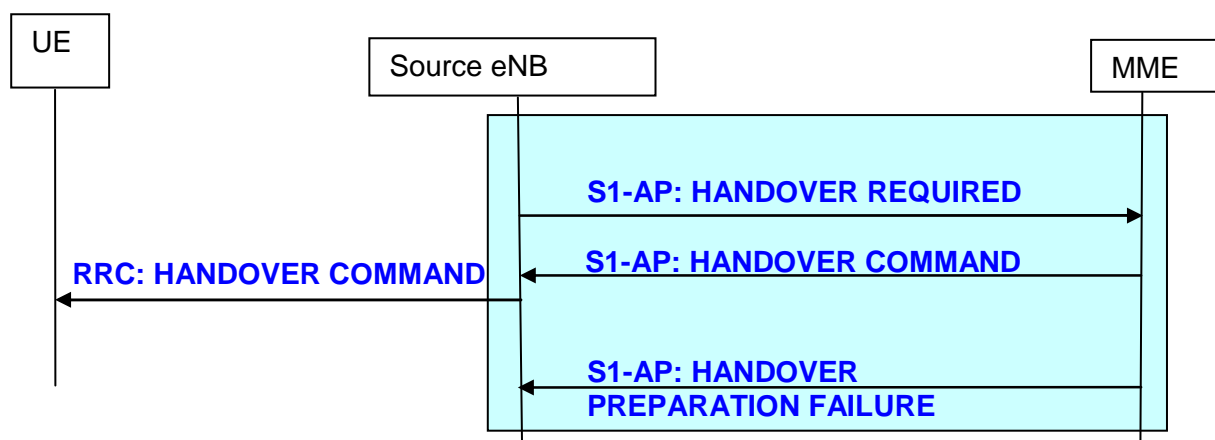 UE
Source eNB
MME
S1-AP: HANDOVER REQUIRED
S1-AP: HANDOVER COMMAND
RRC: HANDOVER COMMAND
S1-AP: HANDOVER
PREPARATION FAILURE